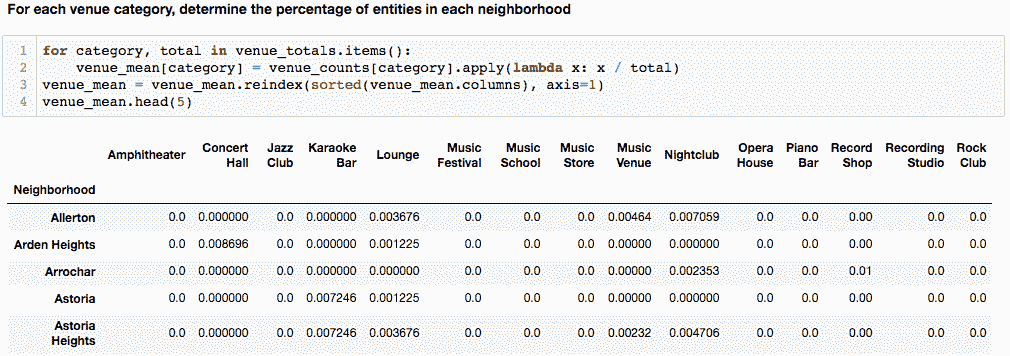 For each venue category, determine the percentage of entities in each neighborhood
1 for category, total in venue_totals.items():
2     venue_mean[category] = venue_counts[category].apply(lambda x: x / total)
3 venue_mean = venue_mean.reindex(sorted(venue_mean.columns), axis=1)
4 venue_mean.head(5)
Amphitheater Concert Hall Jazz Club Karaoke Bar Lounge Music Festival Music School Music Store Music Venue Nightclub Opera House Piano Bar Record Shop Recording Studio Rock Club
Neighborhood
Allerton 0.0 0.000000 0.0 0.000000 0.003676 0.0 0.0 0.0 0.00464 0.007059 0.0 0.0 0.00 0.0 0.0
Arden Heights 0.0 0.008696 0.0 0.000000 0.001225 0.0 0.0 0.0 0.00000 0.000000 0.0 0.0 0.00 0.0 0.0
Arrochar 0.0 0.000000 0.0 0.000000 0.000000 0.0 0.0 0.0 0.00000 0.002353 0.0 0.0 0.01 0.0 0.0
Astoria 0.0 0.000000 0.0 0.007246 0.001225 0.0 0.0 0.0 0.00000 0.000000 0.0 0.0 0.00 0.0 0.0
Astoria Heights 0.0 0.000000 0.0 0.007246 0.003676 0.0 0.0 0.0 0.00232 0.004706 0.0 0.0 0.00 0.0 0.0